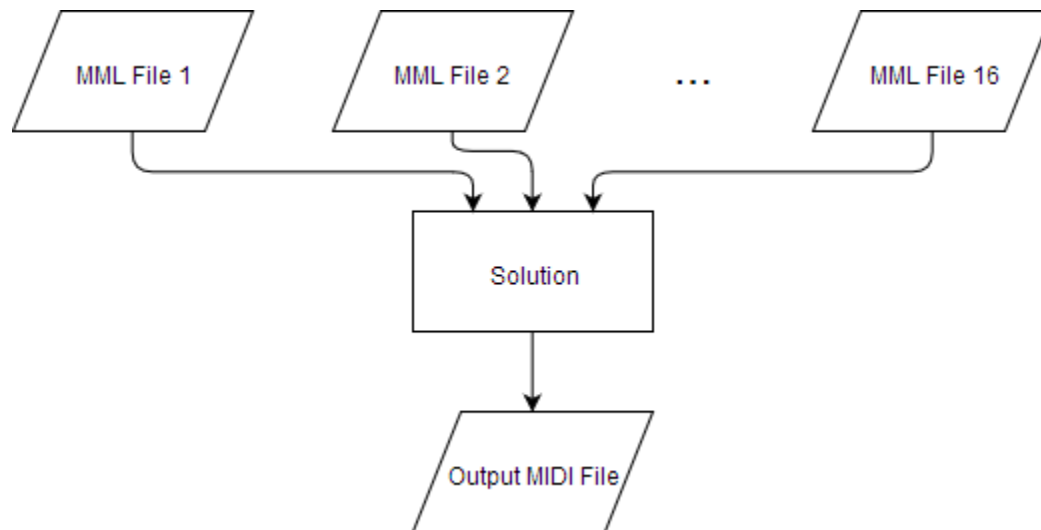 MML File 1
MML File 2
...
MML File 16
Solution
Output MIDI File